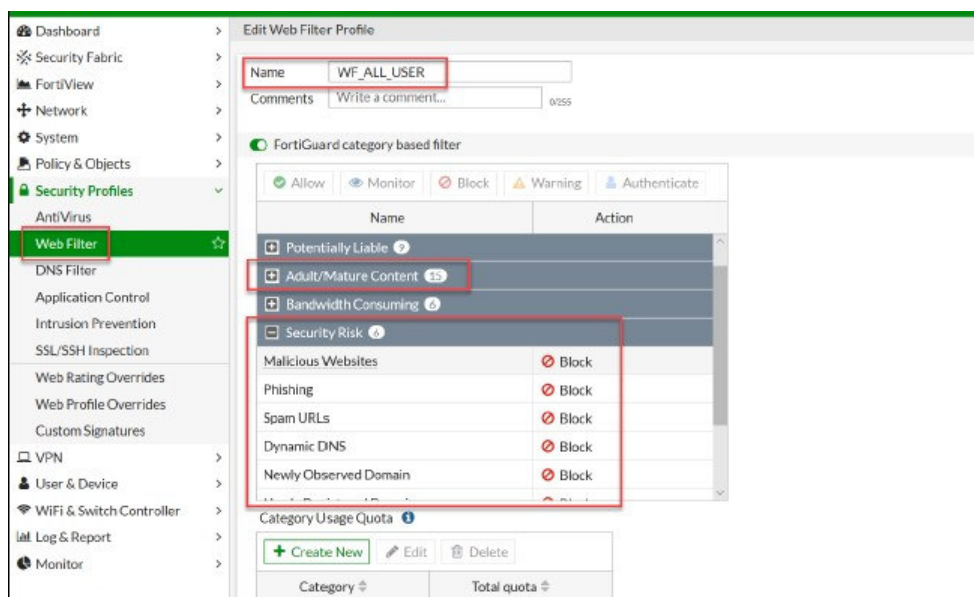 Dashboard
Security Fabric
FortiView
Network
System
Policy & Objects
Security Profiles
AntiVirus
Web Filter
DNS Filter
Application Control
Intrusion Prevention
SSL/SSH Inspection
Web Rating Overrides
Web Profile Overrides
Custom Signatures
VPN
User & Device
WiFi & Switch Controller
Log & Report
Monitor
Edit Web Filter Profile
Name WF_ALL_USER
Comments Write a comment... 0/255
FortiGuard category based filter
Allow Monitor Block Warning Authenticate
Name Action
Potentially Liable 9
Adult/Mature Content 15
Bandwidth Consuming 6
Security Risk 6
Malicious Websites Block
Phishing Block
Spam URLs Block
Dynamic DNS Block
Newly Observed Domain Block
Category Usage Quota
Create New Edit Delete
Category Total quota